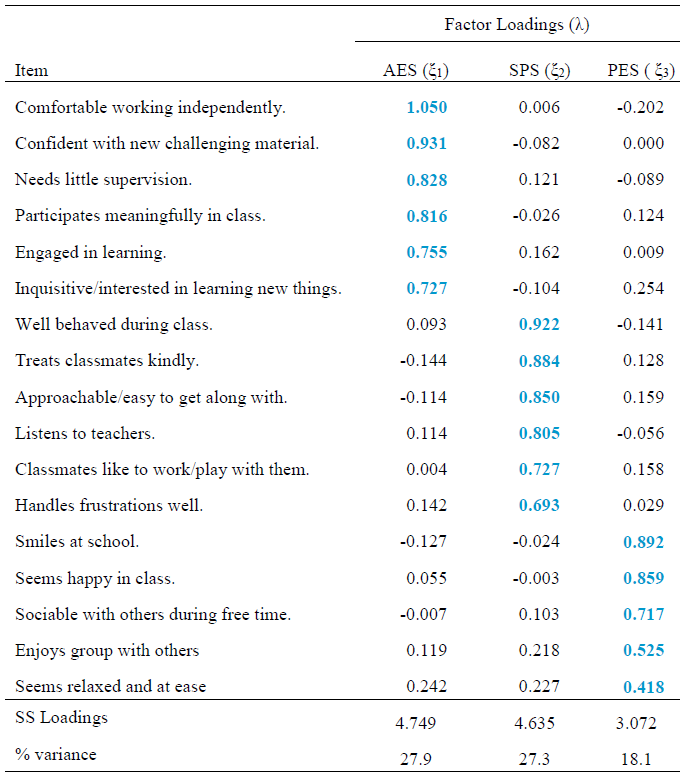 Factor Loadings (λ)
Item AES (ξ1) SPS (ξ2) PES ( ξ3)
Comfortable working independently. 1.050 0.006 -0.202
Confident with new challenging material. 0.931 -0.082 0.000
Needs little supervision. 0.828 0.121 -0.089
Participates meaningfully in class. 0.816 -0.026 0.124
Engaged in learning. 0.755 0.162 0.009
Inquisitive/interested in learning new things. 0.727 -0.104 0.254
Well behaved during class. 0.093 0.922 -0.141
Treats classmates kindly. -0.144 0.884 0.128
Approachable/easy to get along with. -0.114 0.850 0.159
Listens to teachers. 0.114 0.805 -0.056
Classmates like to work/play with them. 0.004 0.727 0.158
Handles frustrations well. 0.142 0.693 0.029
Smiles at school. -0.127 -0.024 0.892
Seems happy in class. 0.055 -0.003 0.859
Sociable with others during free time. -0.007 0.103 0.717
Enjoys group with others 0.119 0.218 0.525
Seems relaxed and at ease 0.242 0.227 0.418
SS Loadings 4.749 4.635 3.072
% variance 27.9 27.3 18.1